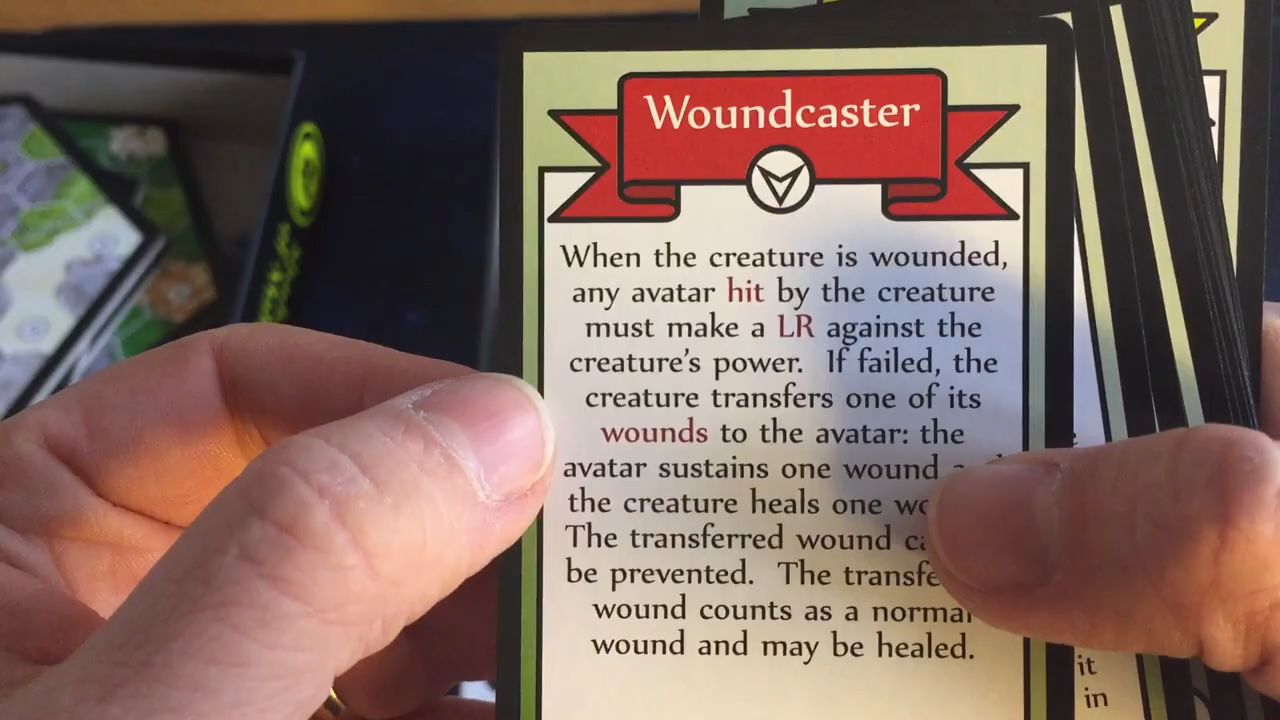 Woundcaster
When the creature is wounded,
any avatar hit by the creature
must make a LR against the
creature's power. If failed, the
creature transfers one of its
wounds to the avatar: the
avatar sustains one wound
the creature heals one
The transferred wound
be prevented. The
wound counts as a normal
wound and may be healed.
it
in